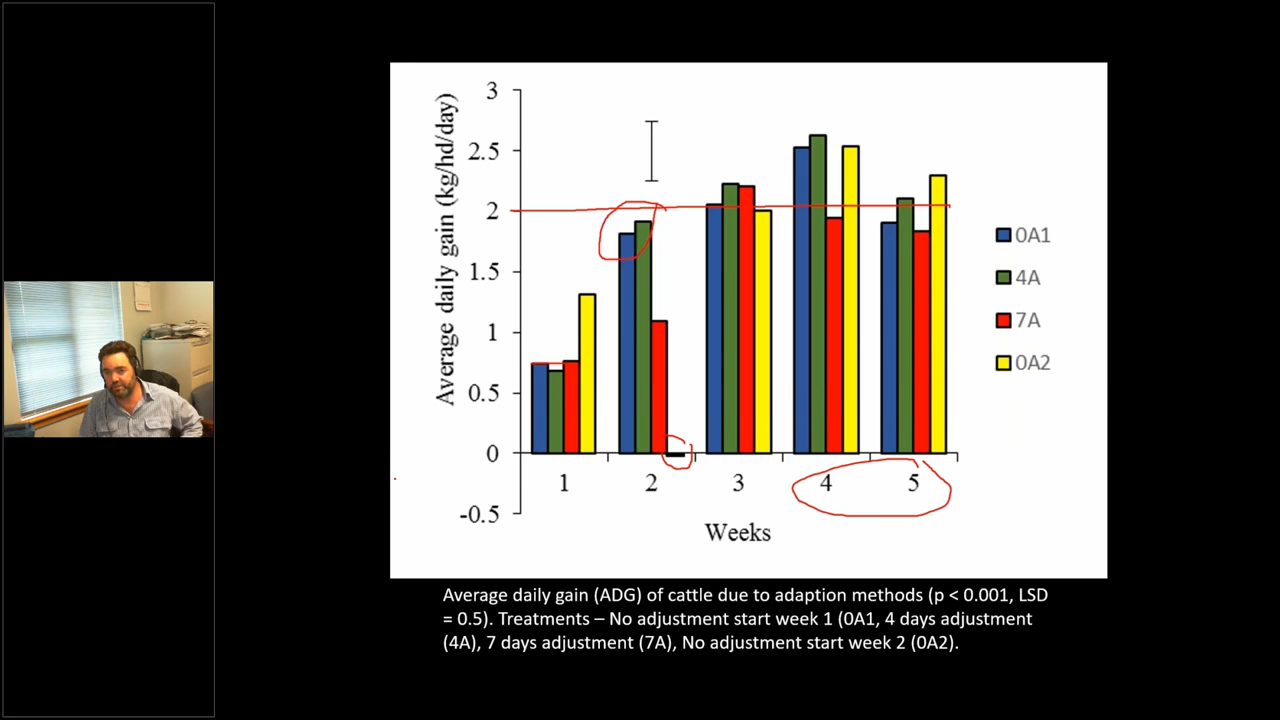 Average daily gain (kg/hd/day)
3
2.5
2
1.5
1
0.5
0
-0.5
1 2 3 4 5
Weeks
0A1
4A
7A
0A2
Average daily gain (ADG) of cattle due to adaption methods (p < 0.001, LSD
= 0.5). Treatments – No adjustment start week 1 (0A1, 4 days adjustment
(4A), 7 days adjustment (7A), No adjustment start week 2 (0A2).